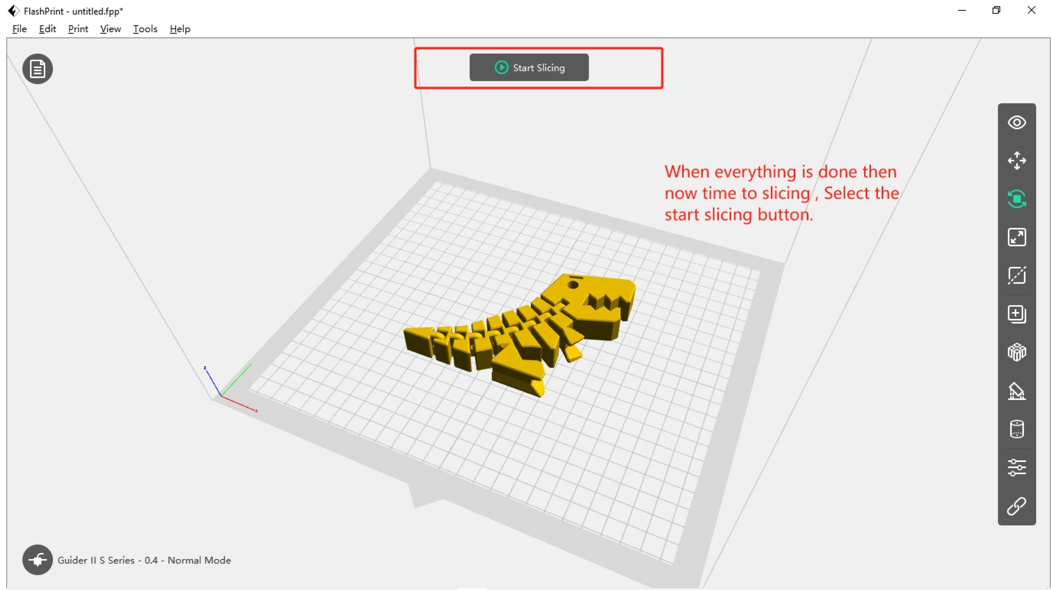 FlashPrint - untitled.fpp*
File Edit Print View Tools Help
Start Slicing
When everything is done then
now time to slicing , Select the
start slicing button.
Guider II S Series - 0.4 - Normal Mode